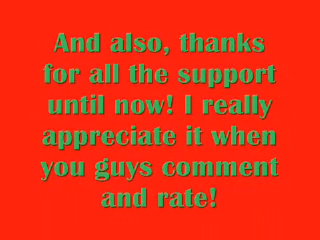 And also, thanks
for all the support
until now! I really
appreciate it when
you guys comment
and rate!